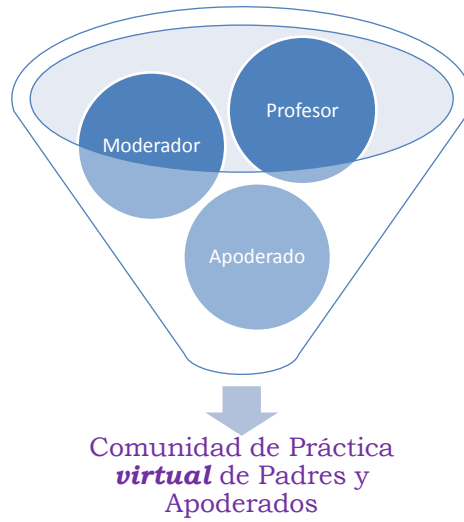 Profesor
Moderador
Apoderado
Comunidad de Práctica
virtual de Padres y
Apoderados